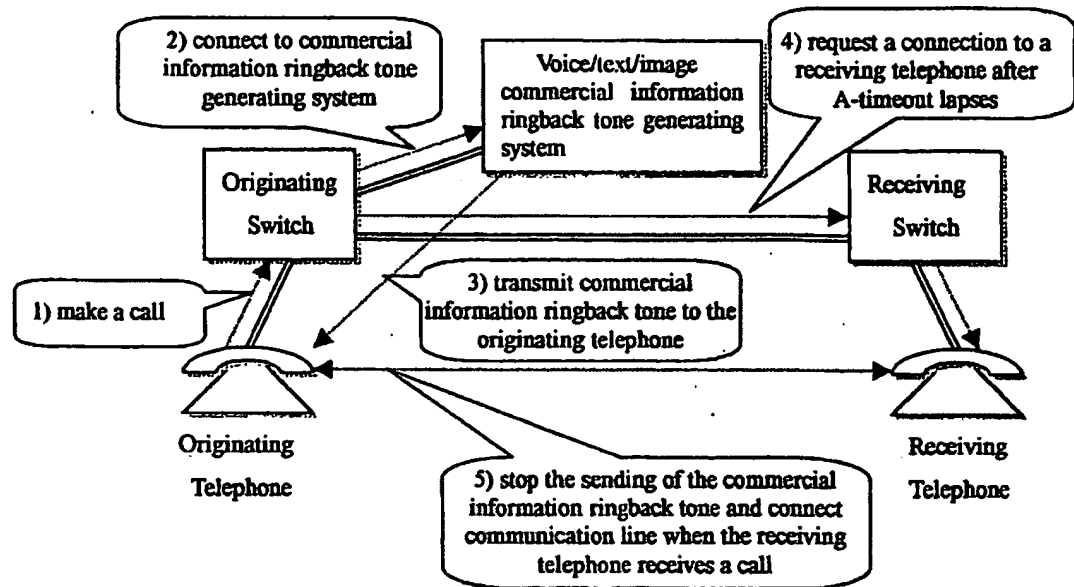 2) connect to commercial
information ringback tone
generating system
Voice/text/image
commercial information
ringback tone generating
system
4) request a connection to a
receiving telephone after
A-timeout lapses
Originating
Switch
Receiving
Switch
1) make a call
3) transmit commercial
information ringback tone to the
originating telephone
Originating
Telephone
Receiving
Telephone
5) stop the sending of the commercial
information ringback tone and connect
communication line when the receiving
telephone receives a call